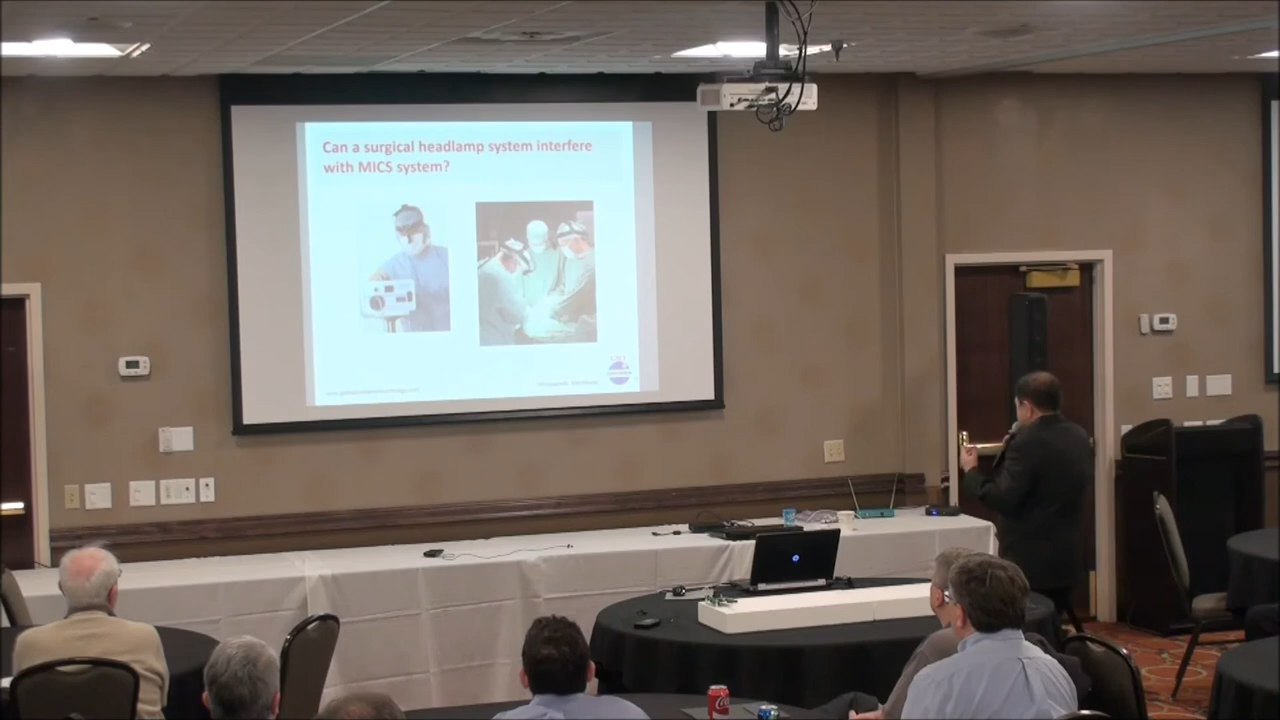 Can a surgical headlamp system interfere
with MICS system?